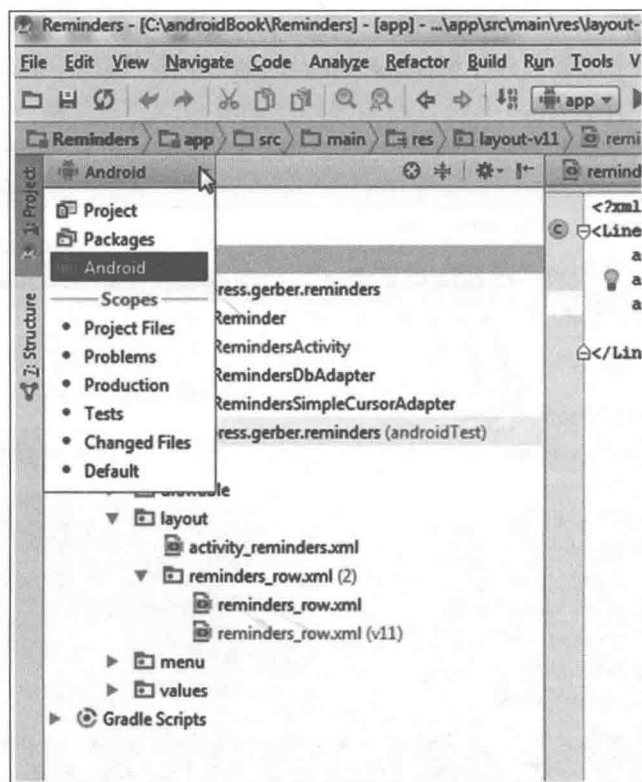 Reminders - [C:\androidBook\Reminders] - [app] - ...\app\src\main\res\layout-
File Edit View Navigate Code Analyze Refactor Build Run Tools V
app
Reminders app src main res layout-v11 remi
1: Project
7: Structure
Android
remind
Project
Packages
Android
Scopes
Project Files
Problems
Production
Tests
Changed Files
Default
press.gerber.reminders
Reminder
RemindersActivity
RemindersDbAdapter
RemindersSimpleCursorAdapter
press.gerber.reminders (androidTest)
drawable
layout
activity_reminders.xml
reminders_row.xml (2)
reminders_row.xml
reminders_row.xml (v11)
menu
values
Gradle Scripts
<?xml
C
<Line
a
a
a
</Lin